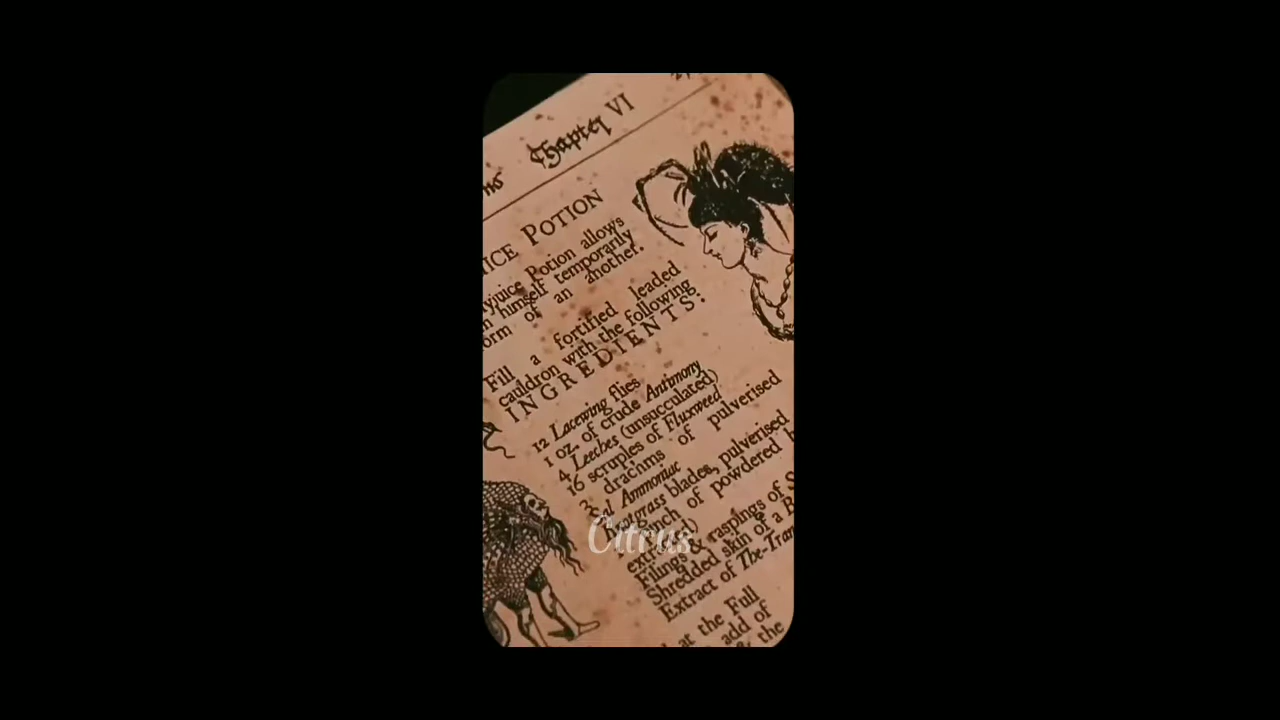 Chapter VI
ICE POTION
yjuice Potion allows
himself temporarily
orm of an another.
Fill a fortified leaded
cauldron with the following
INGREDIENTS:
12 Lacewing flies
1 oz. of crude Antimony
4 Leeches (unsucculated)
16 scruples of Fluxweed
3 drachms of pulverised
Sal Ammoniac
blades, pulverised
of powdered
Filings & raspings of S
Shredded skin of a B
Extract of The-Tran
at the Full
add of
the
Citrus